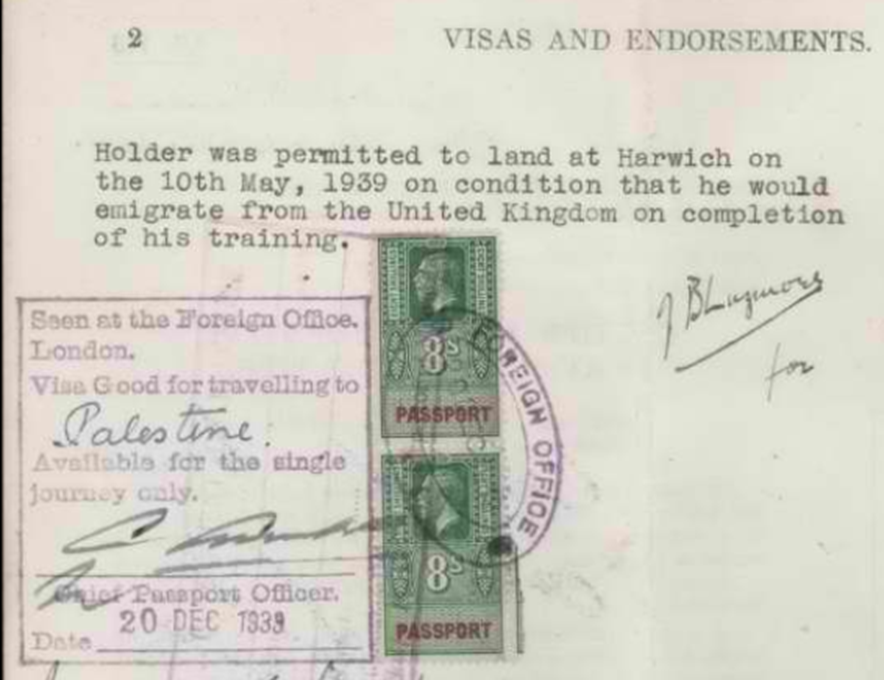 2
VISAS AND ENDORSEMENTS.
Holder was permitted to land at Harwich on
the 10th May, 1939 on condition that he would
emigrate from the United Kingdom on completion
of his training.
for
Seen at the Foreign Office.
London.
Visa Good for travelling to
Palestine.
Available for the single
journey only.
Chief Passport Officer.
20 DEC 1939
Date
8s
PASSPORT
8s
PASSPORT
FOREIGN OFFICE